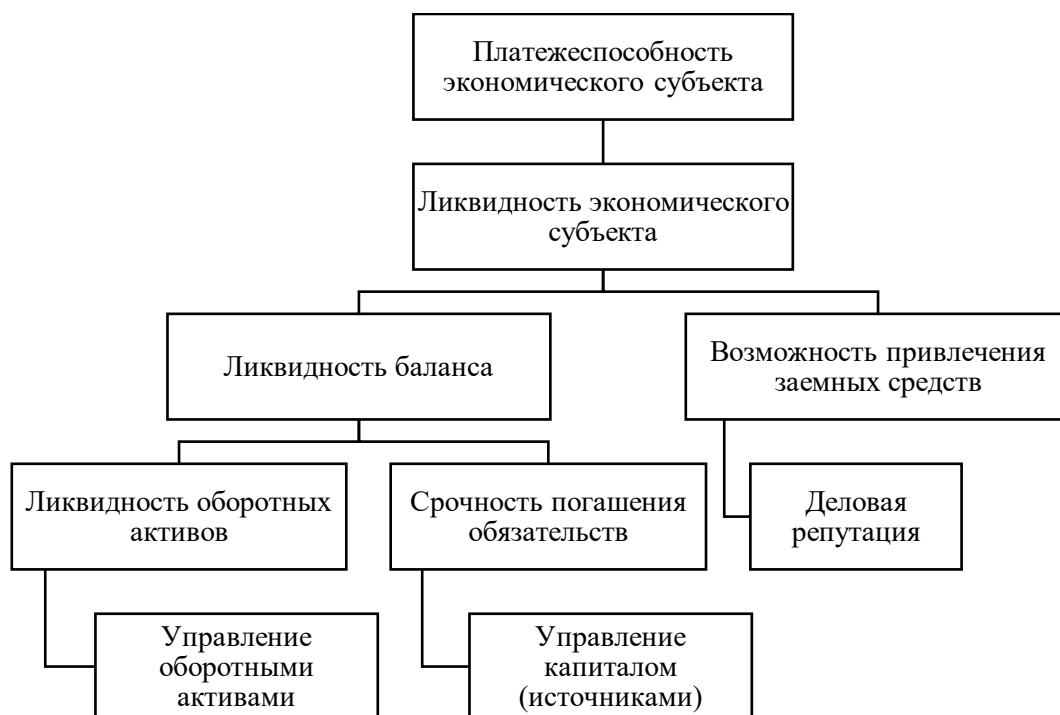 Платежеспособность
экономического субъекта
Ликвидность экономического
субъекта
Ликвидность баланса
Возможность привлечения
заемных средств
Ликвидность оборотных
активов
Срочность погашения
обязательств
Деловая
репутация
Управление
оборотными
активами
Управление
капиталом
(источниками)